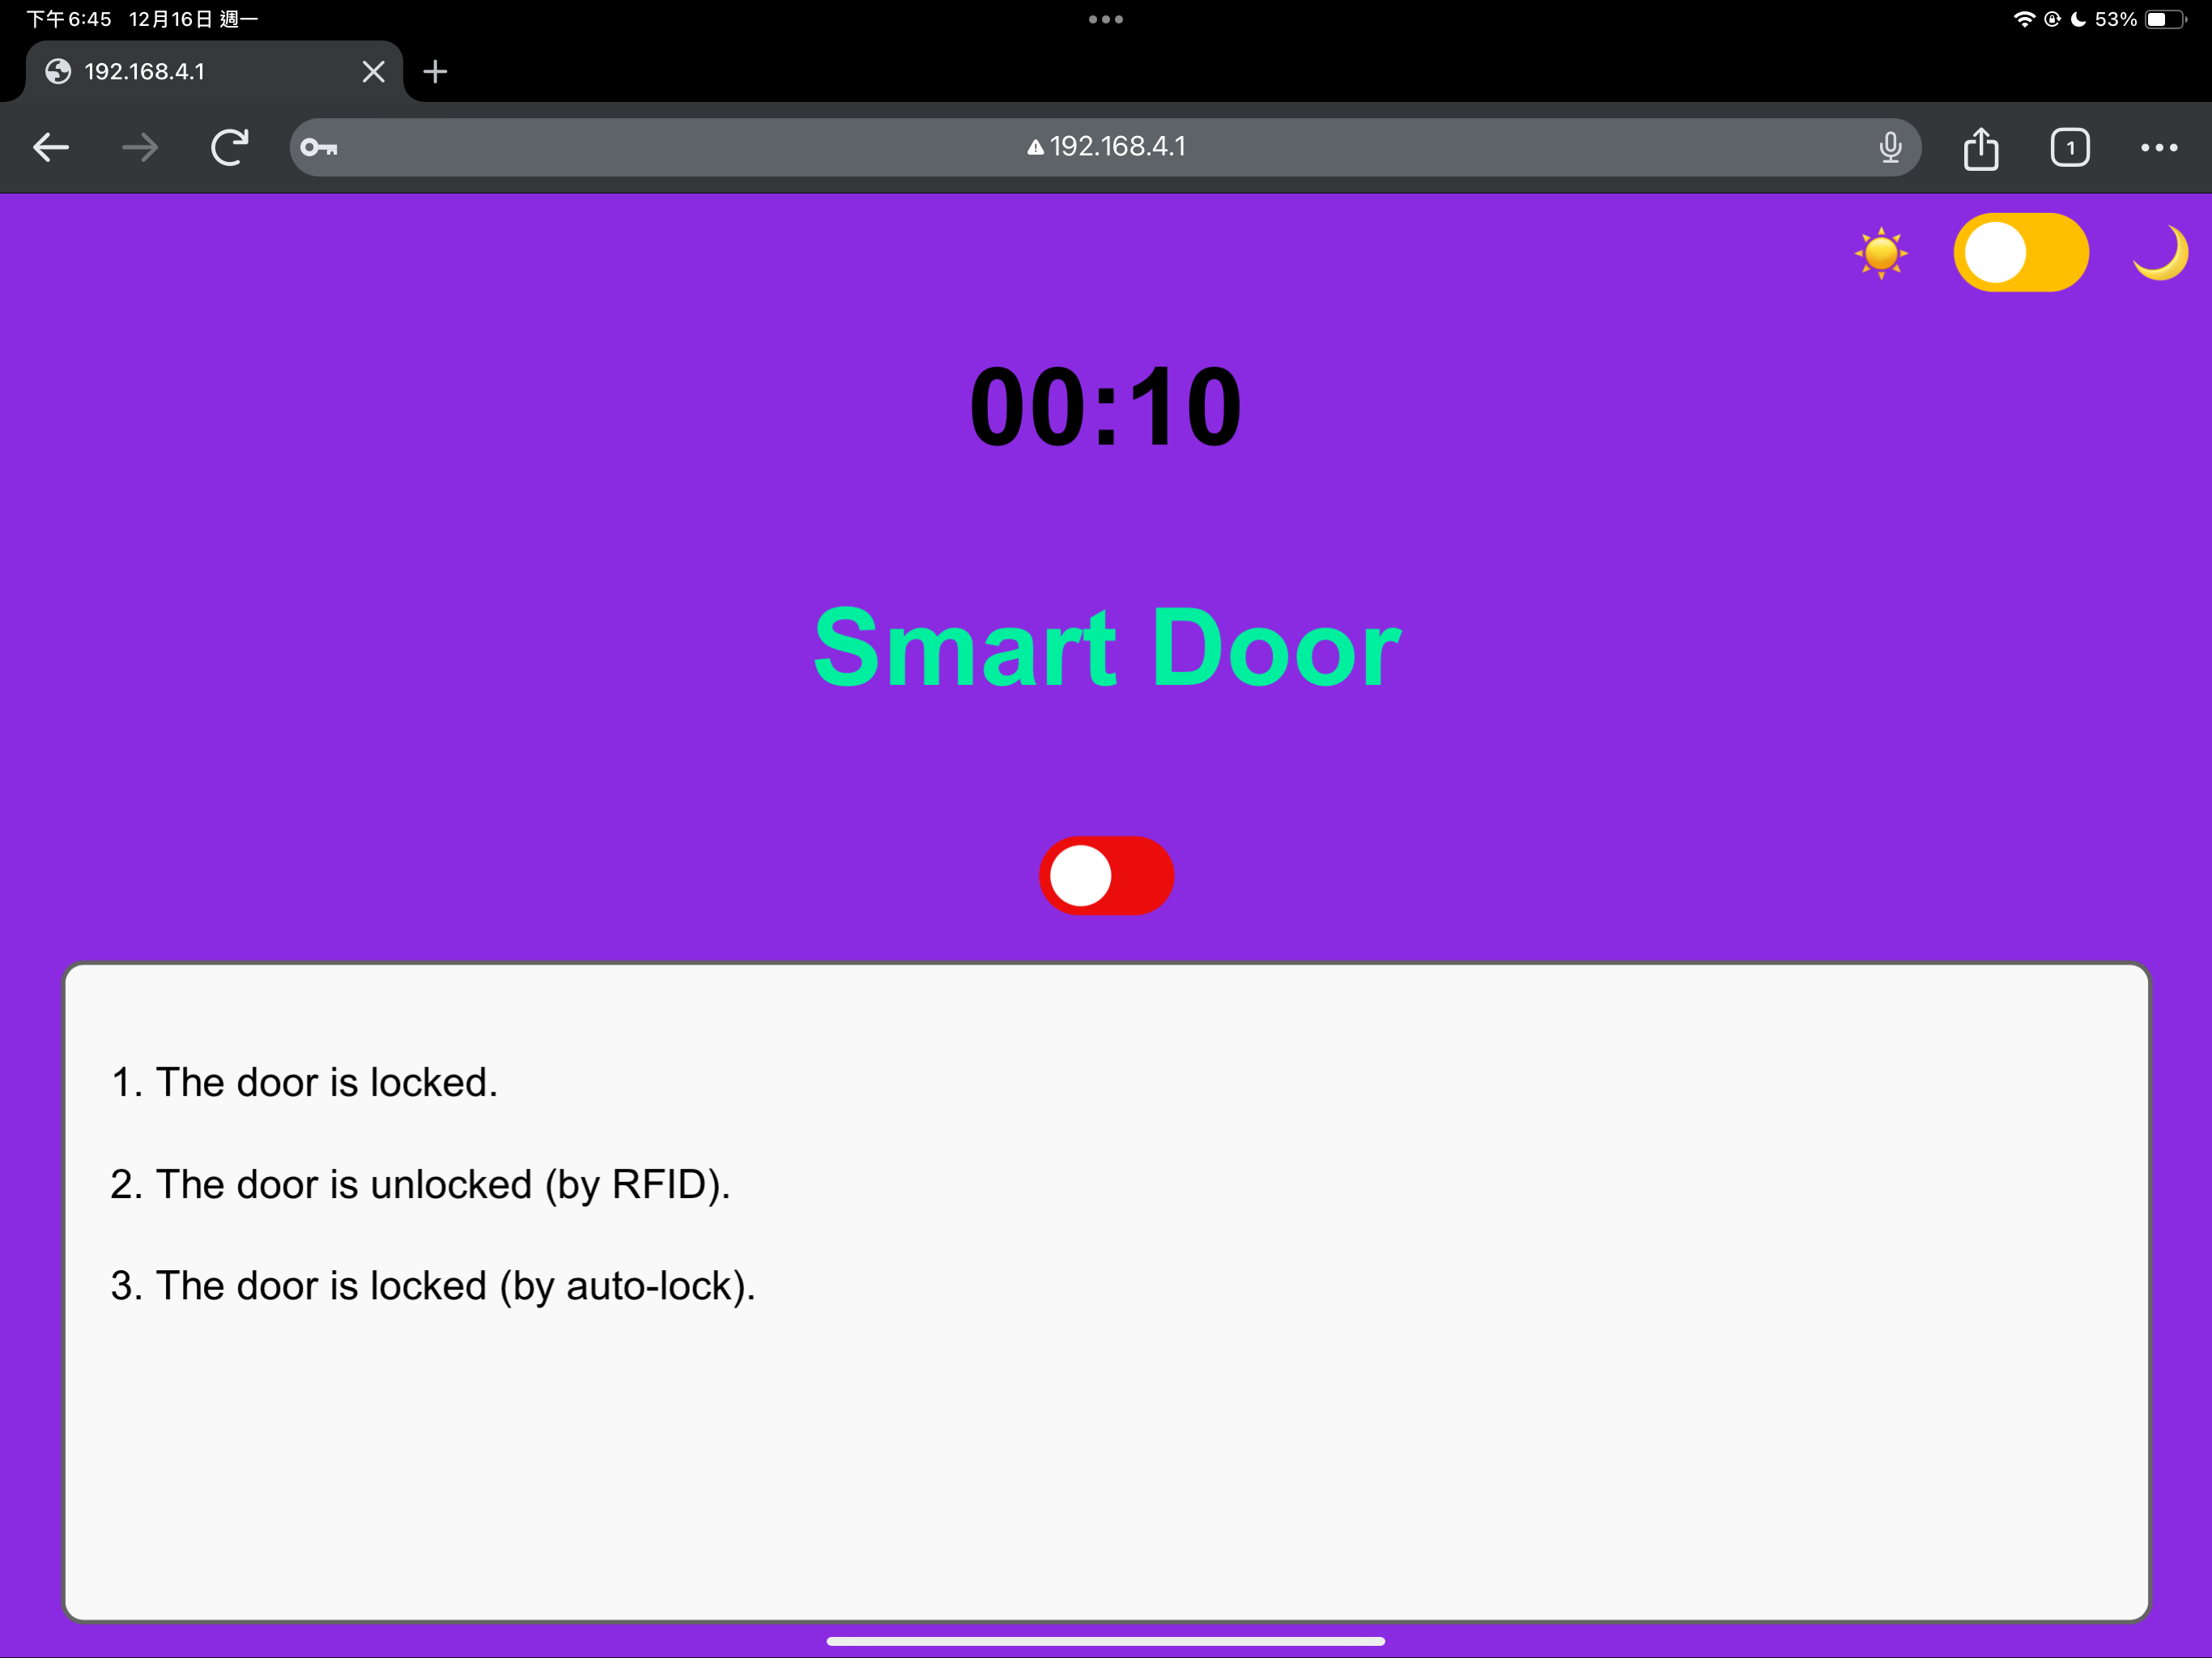 下午6:45 12月16日 週一
53%
192.168.4.1
192.168.4.1
1
00:10
Smart Door
1. The door is locked.
2. The door is unlocked (by RFID).
3. The door is locked (by auto-lock).